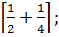 ⌈1/2 + 1/4⌉;